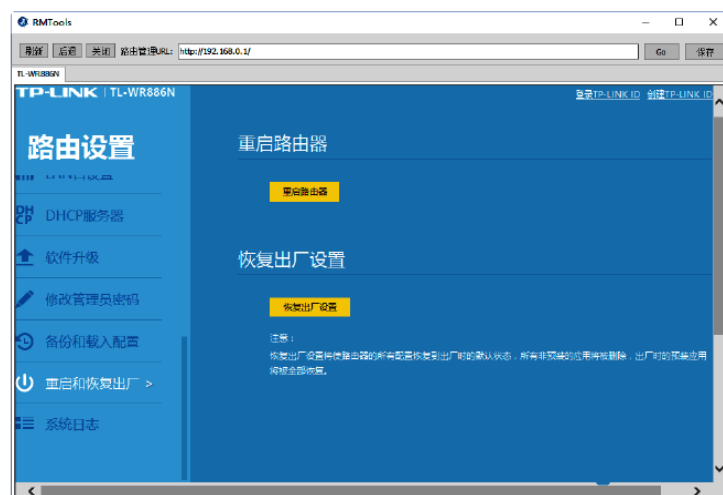 RMTools
刷新 后退 关闭 路由管理URL: http://192.168.0.1/ Go 保存
TL-WR886N
TP-LINK | TL-WR886N 登录TP-LINK ID 创建TP-LINK ID
路由设置
LAN口设置
DHCP服务器
软件升级
修改管理员密码
备份和载入配置
重启和恢复出厂 >
系统日志
重启路由器
重启路由器
恢复出厂设置
恢复出厂设置
注意：
恢复出厂设置将使路由器的所有配置恢复到出厂时的默认状态，所有非预装的应用将被删除，出厂时的预装应用
将被全部恢复。